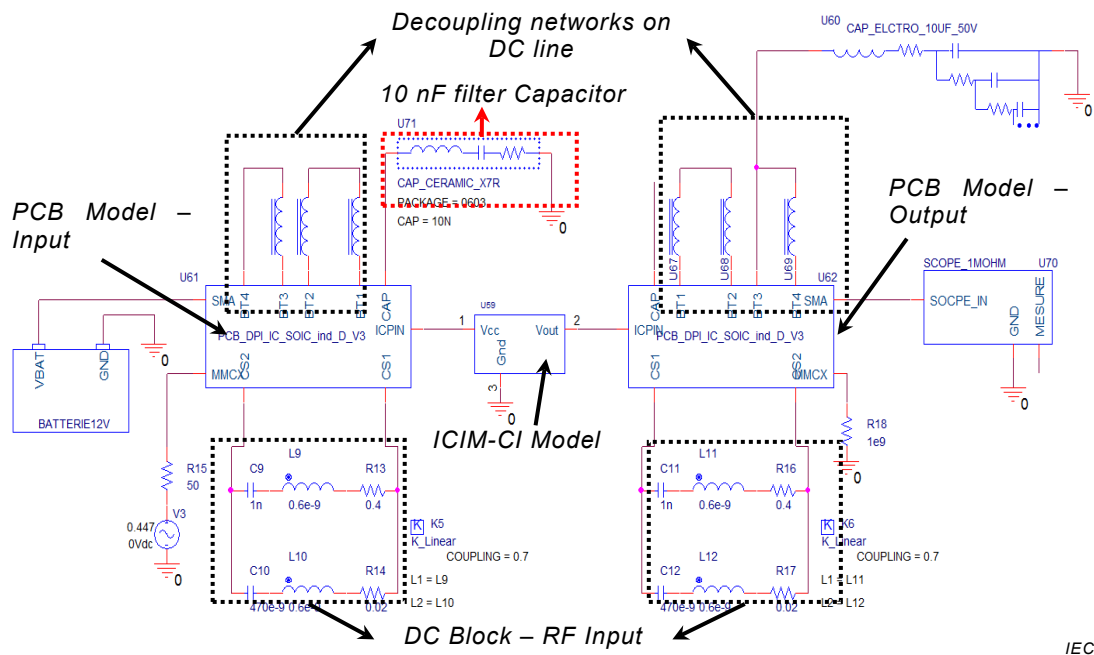 Decoupling networks on
DC line
U60
CAP_ELCTRO_10UF_50V
0
10 nF filter Capacitor
U71
CAP_CERAMIC_X7R
PACKAGE = 0603
CAP = 10N
0
PCB Model –
Input
PCB Model –
Output
U61
SMA
BT4
BT3
BT2
BT1
CAP
ICPIN
PCB_DPI_IC_SOIC_ind_D_V3
MMCX
CS2
CS1
0
VBAT
GND
BATTERIE12V
U59
1
Vcc
Vout
2
Gnd
3
0
ICIM-CI Model
U67
U68
U69
U62
CAP
BT1
BT2
BT3
BT4
SMA
ICPIN
PCB_DPI_IC_SOIC_ind_D_V3
CS1
CS2
MMCX
SCOPE_1MOHM
U70
SOCPE_IN
GND
MESURE
0
R18
1e9
0
R15
50
V3
0.447
0Vdc
0
C9
L9
R13
1n
0.6e-9
0.4
K
K5
K_Linear
COUPLING = 0.7
C10
L10
R14
470e-9
0.6e-9
0.02
L1 = L9
L2 = L10
C11
L11
R16
1n
0.6e-9
0.4
K
K6
K_Linear
COUPLING = 0.7
C12
L12
R17
470e-9
0.6e-9
0.02
L1 = L11
L2 = L12
DC Block – RF Input
IEC